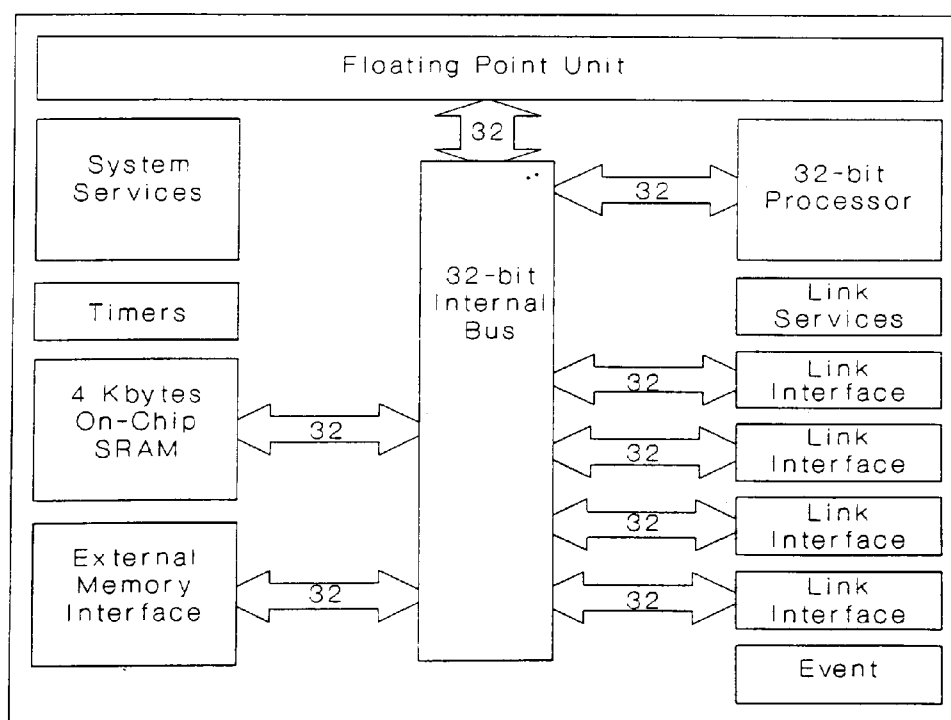 Floating Point Unit
32
System
Services
32
32-bit
Processor
32-bit
Internal
Bus
Timers
Link
Services
4 Kbytes
On-Chip
SRAM
32
32
Link
Interface
32
Link
Interface
32
Link
Interface
External
Memory
Interface
32
32
Link
Interface
Event